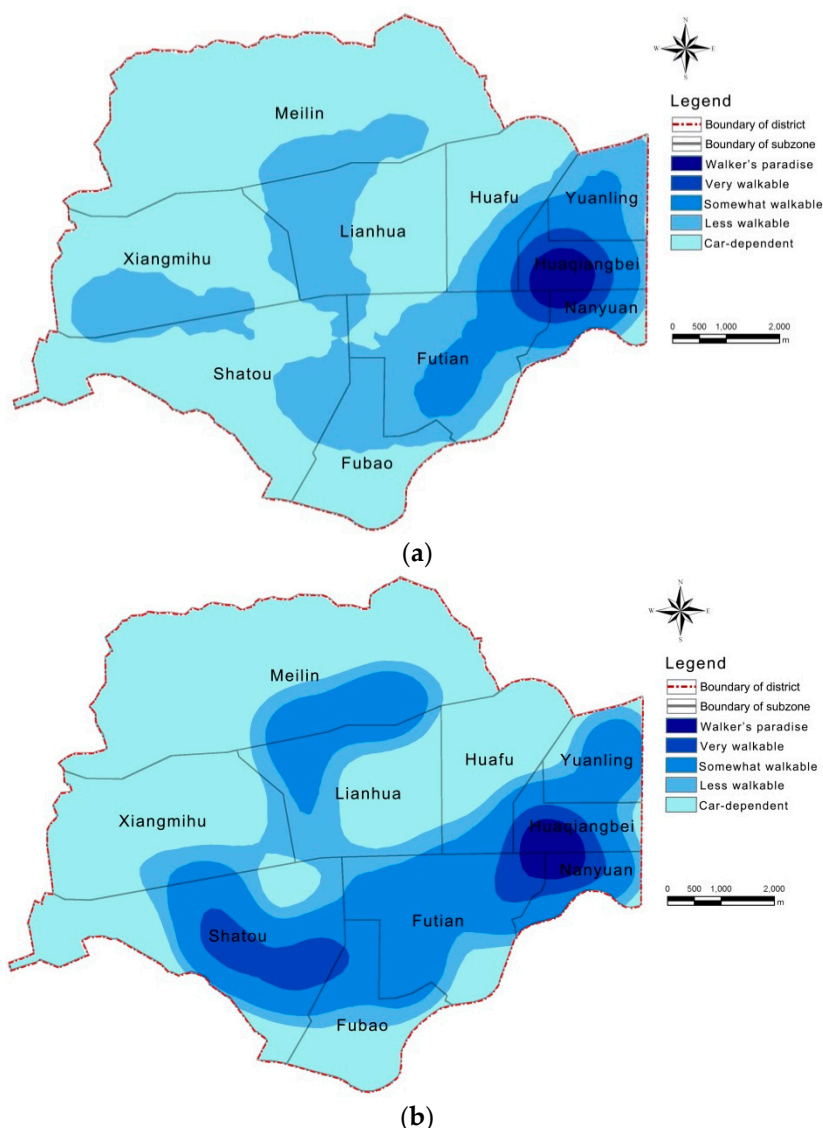 N
W E
S
Legend
Boundary of district
Boundary of subzone
Walker's paradise
Very walkable
Somewhat walkable
Less walkable
Car-dependent
0 500 1,000 2,000
m
Meilin
Huafu
Yuanling
Lianhua
Xiangmihu
Huaqiangbei
Nanyuan
Futian
Shatou
Fubao
(a)
N
W E
S
Legend
Boundary of district
Boundary of subzone
Walker's paradise
Very walkable
Somewhat walkable
Less walkable
Car-dependent
0 500 1,000 2,000
m
Meilin
Huafu
Yuanling
Lianhua
Xiangmihu
Huaqiangbei
Nanyuan
Futian
Shatou
Fubao
(b)